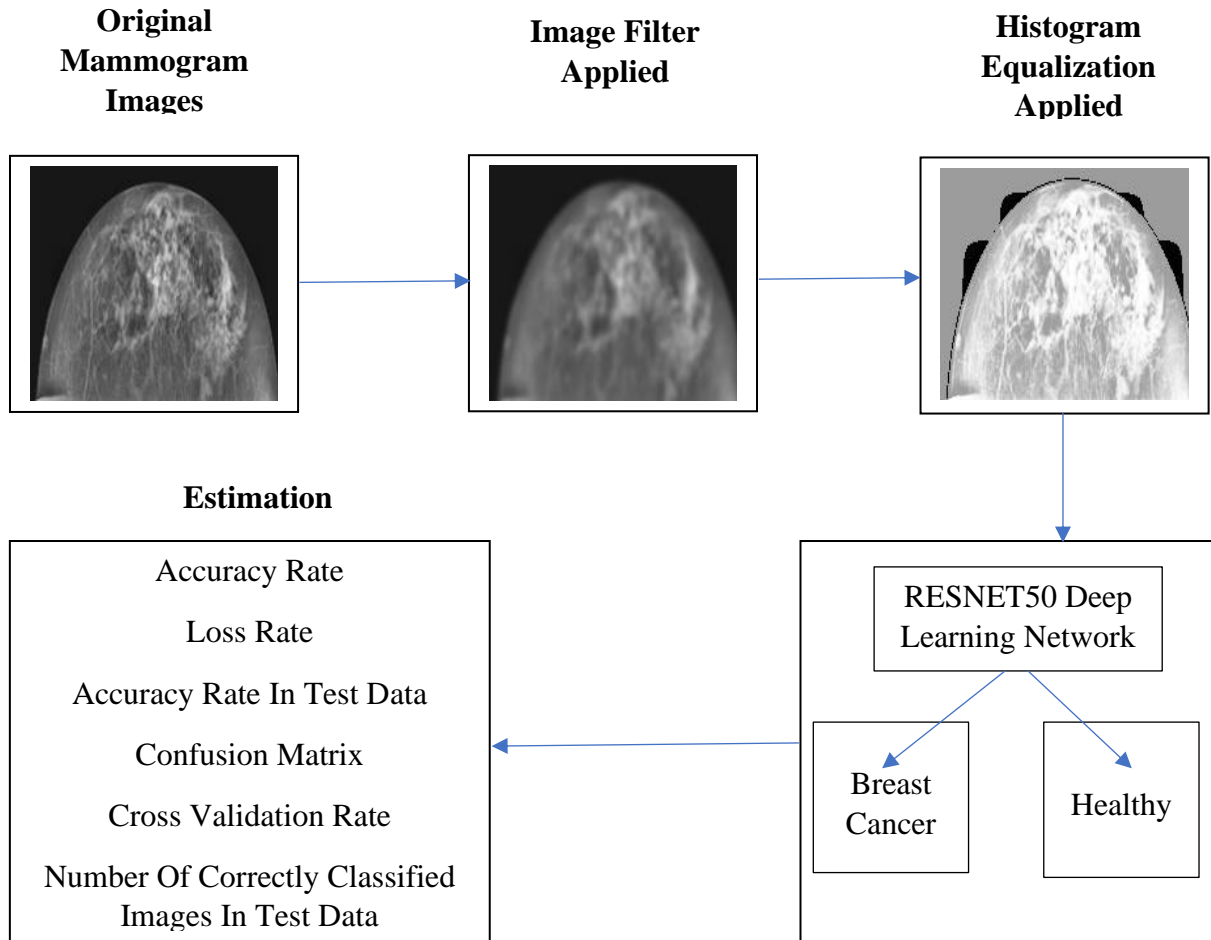 Original
Mammogram
Images
Image Filter
Applied
Histogram
Equalization
Applied
Estimation
Accuracy Rate
Loss Rate
Accuracy Rate In Test Data
Confusion Matrix
Cross Validation Rate
Number Of Correctly Classified
Images In Test Data
RESNET50 Deep
Learning Network
Breast
Cancer
Healthy